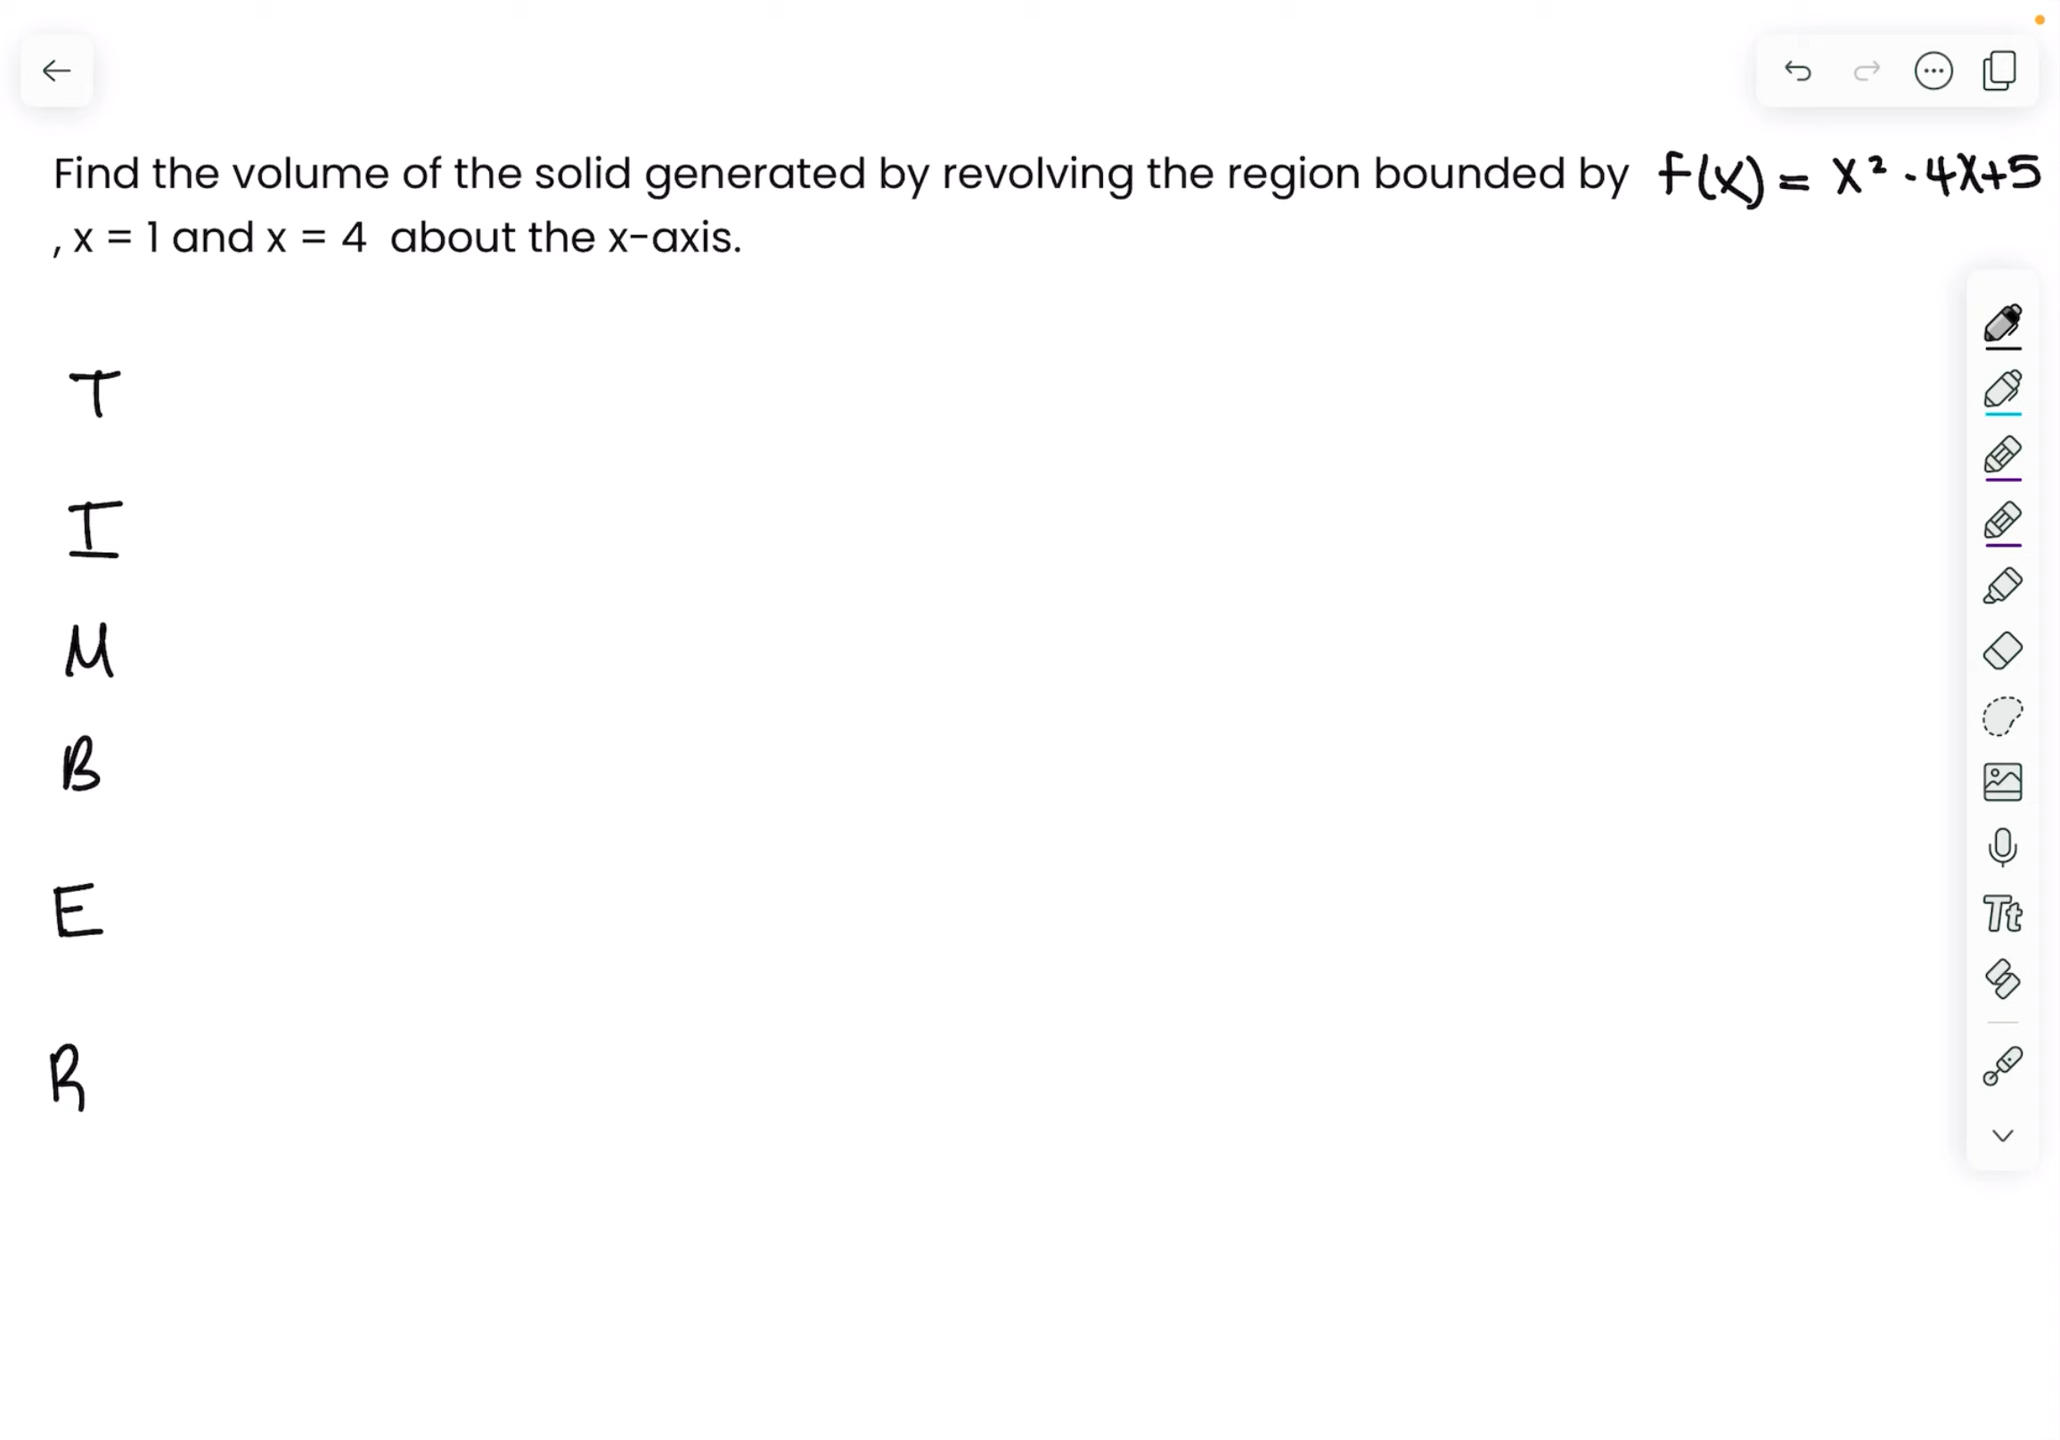 Find the volume of the solid generated by revolving the region bounded by f(x) = x² - 4x+5
, x = 1 and x = 4 about the x-axis.
T
I
M
B
E
R
Tt